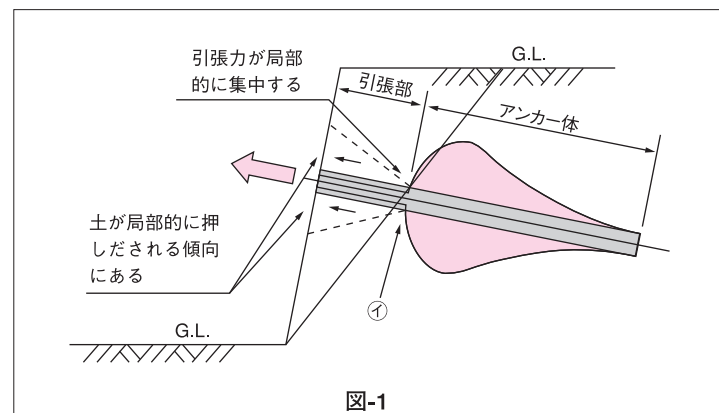 G.L.
引張力が局部
的に集中する
引張部
アンカー体
土が局部的に押
しだされる傾向
にある
G.L.
㋑
図-1